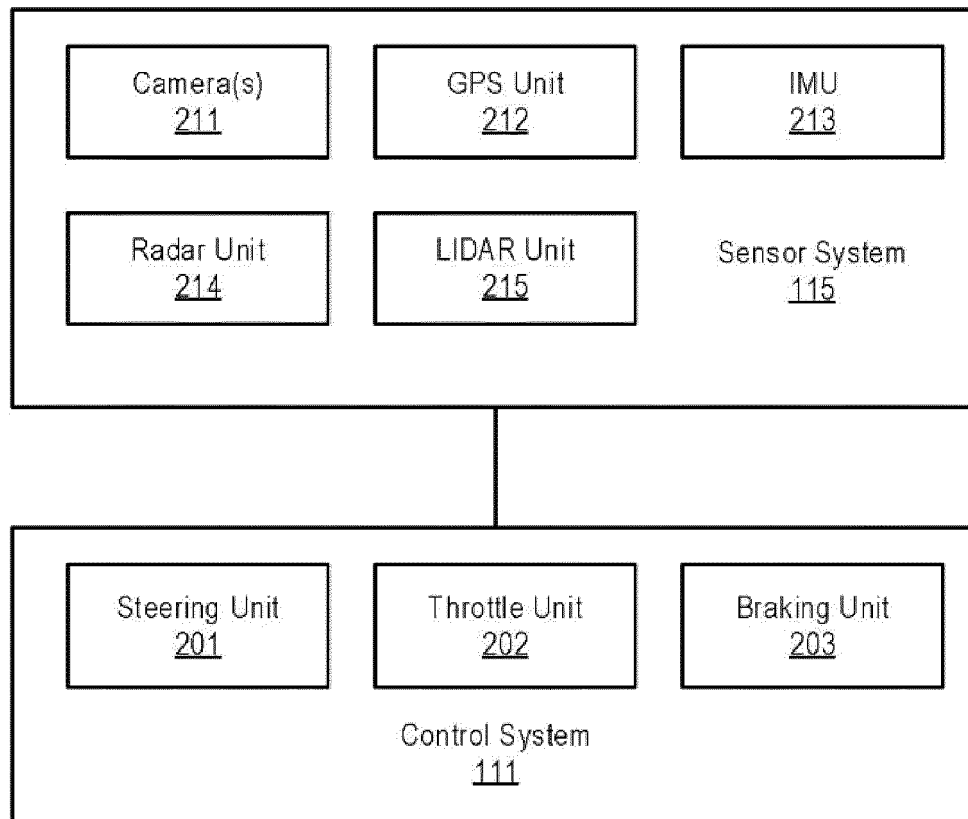 Camera(s)
211
GPS Unit
212
IMU
213
Radar Unit
214
LIDAR Unit
215
Sensor System
115
Steering Unit
201
Throttle Unit
202
Braking Unit
203
Control System
111